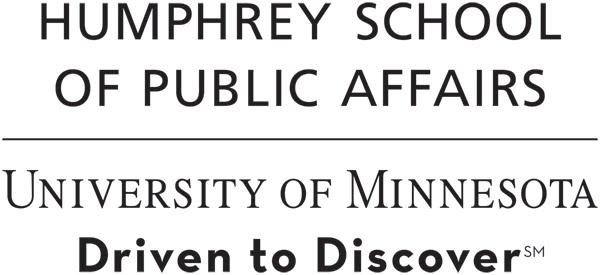 HUMPHREY SCHOOL
OF PUBLIC AFFAIRS
UNIVERSITY OF MINNESOTA
Driven to Discover℠